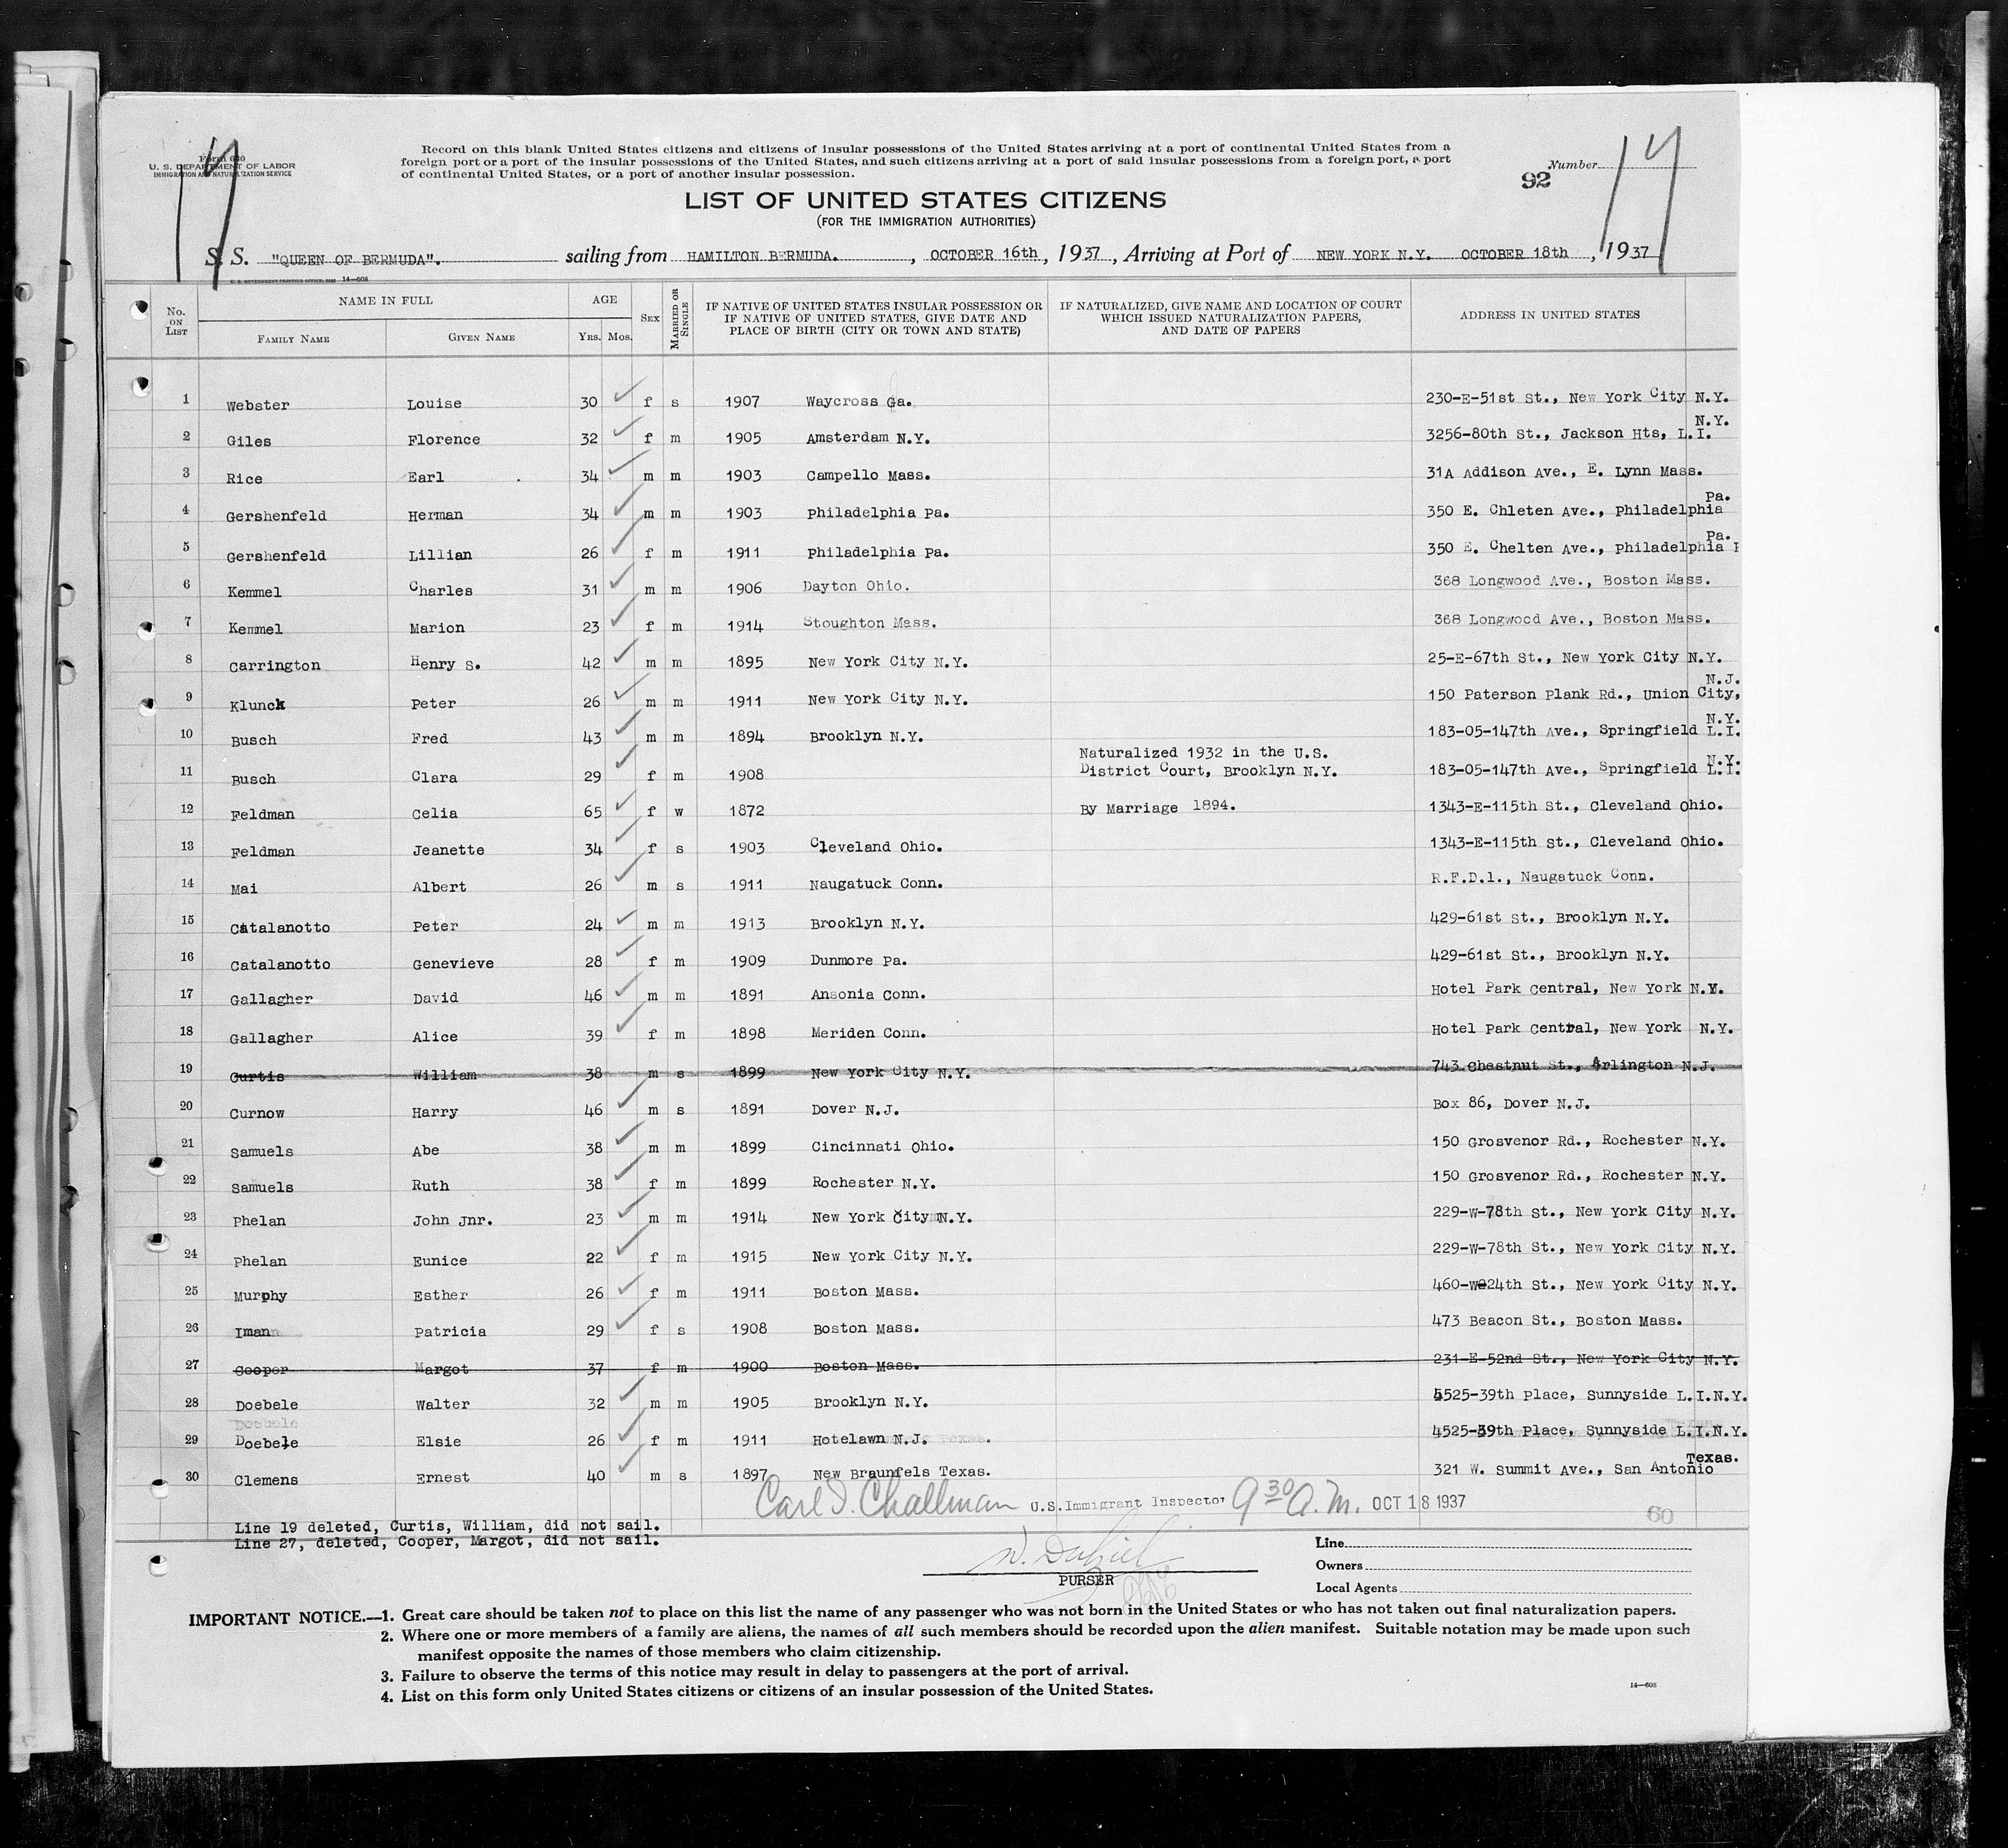 Form 630
U. S. DEPARTMENT OF LABOR
IMMIGRATION AND NATURALIZATION SERVICE
Record on this blank United States citizens and citizens of insular possessions of the United States arriving at a port of continental United States from a
foreign port or a port of the insular possessions of the United States, and such citizens arriving at a port of said insular possessions from a foreign port, a port
of continental United States, or a port of another insular possession.
Number
92
LIST OF UNITED STATES CITIZENS
(FOR THE IMMIGRATION AUTHORITIES)
S. S. "QUEEN OF BERMUDA". sailing from HAMILTON BERMUDA. , OCTOBER 16th , 1937 , Arriving at Port of NEW YORK N.Y. OCTOBER 18th , 1937
No. ON LIST NAME IN FULL FAMILY NAME GIVEN NAME AGE YRS. MOS. SEX MARRIED OR SINGLE IF NATIVE OF UNITED STATES INSULAR POSSESSION OR IF NATIVE OF UNITED STATES, GIVE DATE AND PLACE OF BIRTH (CITY OR TOWN AND STATE) IF NATURALIZED, GIVE NAME AND LOCATION OF COURT WHICH ISSUED NATURALIZATION PAPERS, AND DATE OF PAPERS ADDRESS IN UNITED STATES
1 Webster Louise 30 f s 1907 Waycross Ga. 230-E-51st St., New York City N.Y.
2 Giles Florence 32 f m 1905 Amsterdam N.Y. 3256-80th St., Jackson Hts, L.I. N.Y.
3 Rice Earl 34 m m 1903 Campello Mass. 31A Addison Ave., E. Lynn Mass.
4 Gershenfeld Herman 34 m m 1903 Philadelphia Pa. 350 E. Chleten Ave., Philadelphia Pa.
5 Gershenfeld Lillian 26 f m 1911 Philadelphia Pa. 350 E. Chelten Ave., Philadelphia Pa.
6 Kemmel Charles 31 m m 1906 Dayton Ohio. 368 Longwood Ave., Boston Mass.
7 Kemmel Marion 23 f m 1914 Stoughton Mass. 368 Longwood Ave., Boston Mass.
8 Carrington Henry S. 42 m m 1895 New York City N.Y. 25-E-67th St., New York City N.Y.
9 Klunck Peter 26 m m 1911 New York City N.Y. 150 Paterson Plank Rd., Union City, N.J.
10 Busch Fred 43 m m 1894 Brooklyn N.Y. 183-05-147th Ave., Springfield L.I. N.Y.
11 Busch Clara 29 f m 1908 Naturalized 1932 in the U.S. District Court, Brooklyn N.Y. 183-05-147th Ave., Springfield L.I. N.Y.
12 Feldman Celia 65 f w 1872 By Marriage 1894. 1343-E-115th St., Cleveland Ohio.
13 Feldman Jeanette 34 f s 1903 Cleveland Ohio. 1343-E-115th St., Cleveland Ohio.
14 Mai Albert 26 m s 1911 Naugatuck Conn. R.F.D.1., Naugatuck Conn.
15 Catalanotto Peter 24 m m 1913 Brooklyn N.Y. 429-61st St., Brooklyn N.Y.
16 Catalanotto Genevieve 28 f m 1909 Dunmore Pa. 429-61st St., Brooklyn N.Y.
17 Gallagher David 46 m m 1891 Ansonia Conn. Hotel Park Central, New York N.Y.
18 Gallagher Alice 39 f m 1898 Meriden Conn. Hotel Park Central, New York N.Y.
19 Curtis William 38 m s 1899 New York City N.Y. 743 Chestnut St., Arlington N.J.
20 Curnow Harry 46 m s 1891 Dover N.J. Box 86, Dover N.J.
21 Samuels Abe 38 m m 1899 Cincinnati Ohio. 150 Grosvenor Rd., Rochester N.Y.
22 Samuels Ruth 38 f m 1899 Rochester N.Y. 150 Grosvenor Rd., Rochester N.Y.
23 Phelan John Jnr. 23 m m 1914 New York City N.Y. 229-W-78th St., New York City N.Y.
24 Phelan Eunice 22 f m 1915 New York City N.Y. 229-W-78th St., New York City N.Y.
25 Murphy Esther 26 f m 1911 Boston Mass. 460-W-24th St., New York City N.Y.
26 Iman Patricia 29 f s 1908 Boston Mass. 473 Beacon St., Boston Mass.
27 Cooper Margot 37 f m 1900 Boston Mass. 231-E-52nd St., New York City N.Y.
28 Doebele Walter 32 m m 1905 Brooklyn N.Y. 4525-39th Place, Sunnyside L.I.N.Y.
29 Doebele Elsie 26 f m 1911 Hotelawn N.J. 4525-39th Place, Sunnyside L.I.N.Y.
30 Clemens Ernest 40 m s 1897 New Braunfels Texas. 321 W. Summit Ave., San Antonio Texas.
Carl I. Challman U.S. Immigrant Inspector 9 30 A.M. OCT 18 1937
60
Line 19 deleted, Curtis, William, did not sail.
Line 27, deleted, Cooper, Margot, did not sail.
PURSER
Line
Owners
Local Agents
IMPORTANT NOTICE.—1. Great care should be taken not to place on this list the name of any passenger who was not born in the United States or who has not taken out final naturalization papers.
2. Where one or more members of a family are aliens, the names of all such members should be recorded upon the alien manifest. Suitable notation may be made upon such
manifest opposite the names of those members who claim citizenship.
3. Failure to observe the terms of this notice may result in delay to passengers at the port of arrival.
4. List on this form only United States citizens or citizens of an insular possession of the United States.
14—608